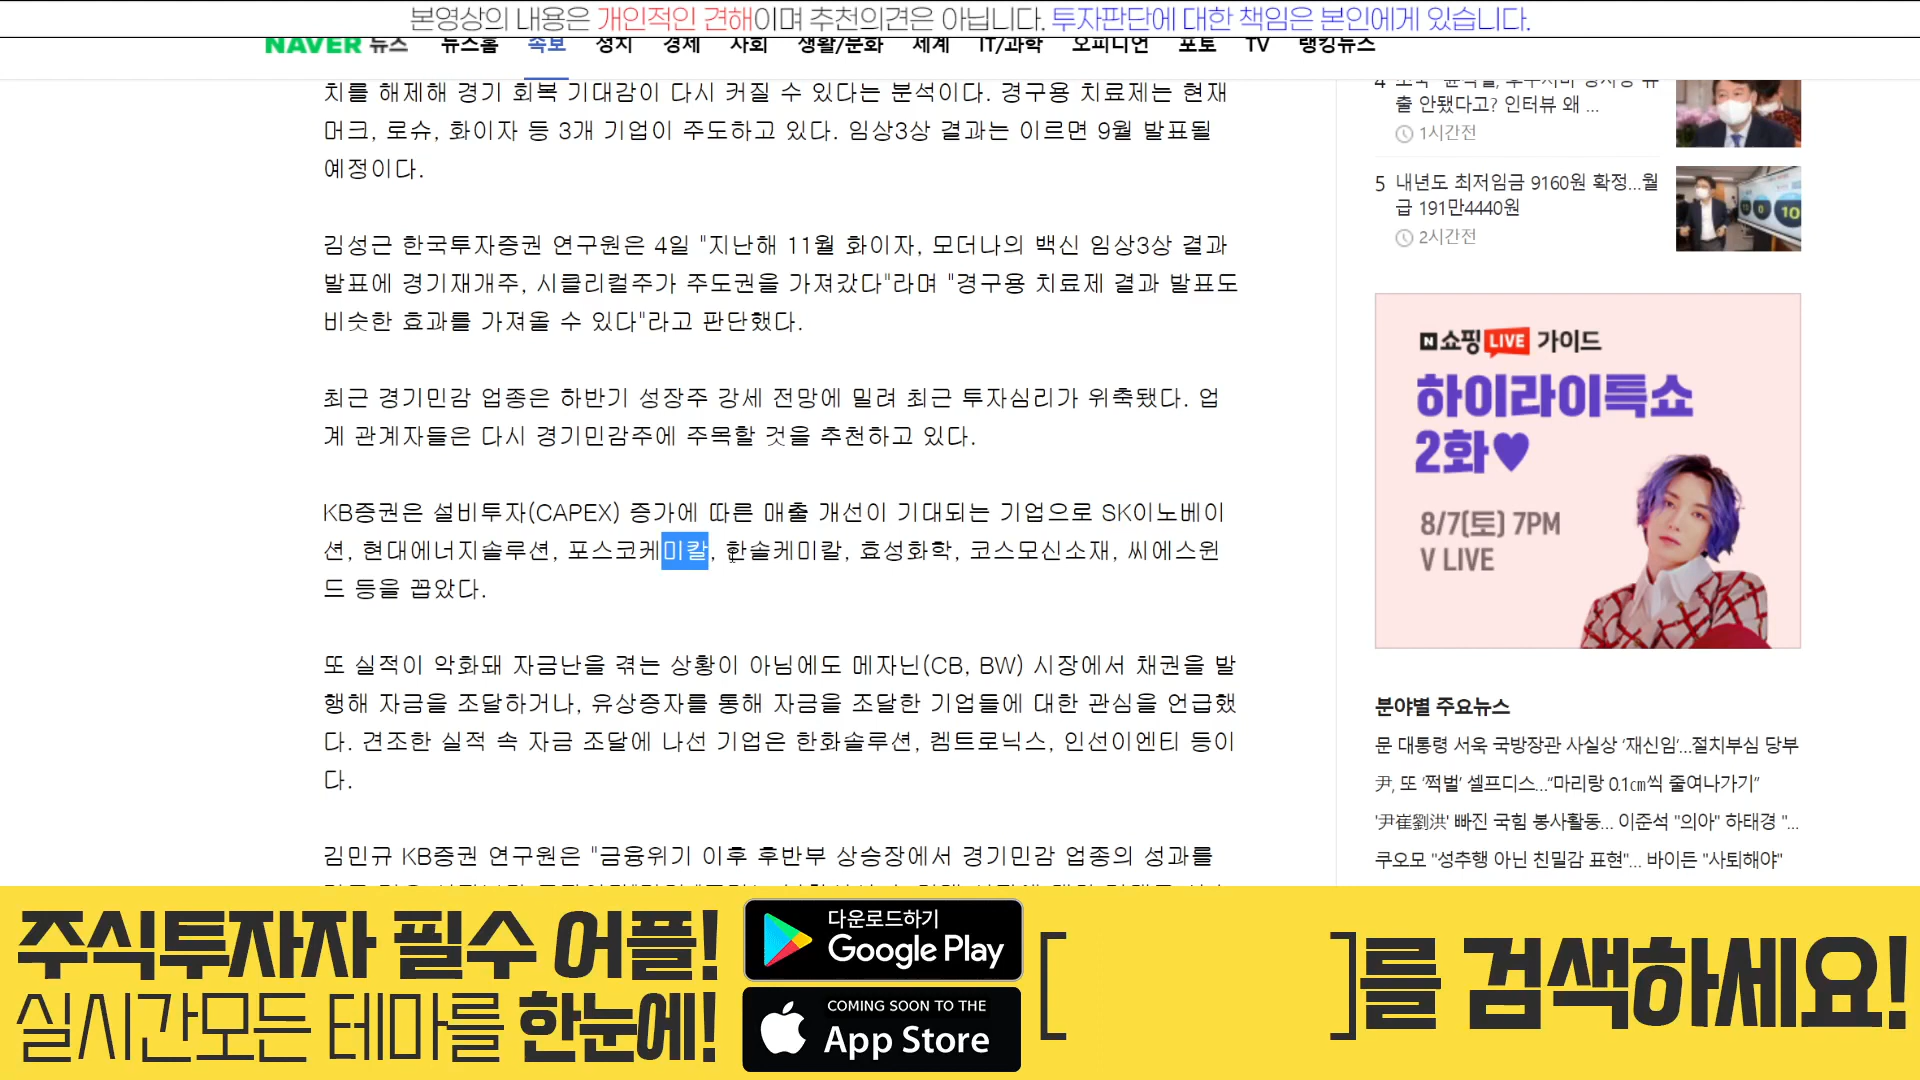 본영상의 내용은 개인적인 견해이며 추천의견은 아닙니다. 투자판단에 대한 책임은 본인에게 있습니다.
NAVER 뉴스 뉴스홈 속보 정치 경제 사회 생활/문화 세계 IT/과학 오피니언 포토 TV 랭킹뉴스
치를 해제해 경기 회복 기대감이 다시 커질 수 있다는 분석이다. 경구용 치료제는 현재
머크, 로슈, 화이자 등 3개 기업이 주도하고 있다. 임상3상 결과는 이르면 9월 발표될
예정이다.
김성근 한국투자증권 연구원은 4일 "지난해 11월 화이자, 모더나의 백신 임상3상 결과
발표에 경기재개주, 시클리컬주가 주도권을 가져갔다"라며 "경구용 치료제 결과 발표도
비슷한 효과를 가져올 수 있다"라고 판단했다.
최근 경기민감 업종은 하반기 성장주 강세 전망에 밀려 최근 투자심리가 위축됐다. 업
계 관계자들은 다시 경기민감주에 주목할 것을 추천하고 있다.
KB증권은 설비투자(CAPEX) 증가에 따른 매출 개선이 기대되는 기업으로 SK이노베이
션, 현대에너지솔루션, 포스코케미칼, 한솔케미칼, 효성화학, 코스모신소재, 씨에스윈
드 등을 꼽았다.
또 실적이 악화돼 자금난을 겪는 상황이 아님에도 메자닌(CB, BW) 시장에서 채권을 발
행해 자금을 조달하거나, 유상증자를 통해 자금을 조달한 기업들에 대한 관심을 언급했
다. 견조한 실적 속 자금 조달에 나선 기업은 한화솔루션, 켐트로닉스, 인선이엔티 등이
다.
김민규 KB증권 연구원은 "금융위기 이후 후반부 상승장에서 경기민감 업종의 성과를
4
출 안됐다고? 인터뷰 왜 ...
1시간전
5 내년도 최저임금 9160원 확정...월
급 191만4440원
2시간전
N쇼핑 LIVE 가이드
하이라이특쇼
2화♥
8/7(토) 7PM
V LIVE
분야별 주요뉴스
문 대통령 서욱 국방장관 사실상 '재신임'...절치부심 당부
尹, 또 '쩍벌' 셀프디스..."마리랑 0.1㎝씩 줄여나가기"
'尹崔劉洪' 빠진 국힘 봉사활동... 이준석 "의아" 하태경 "...
쿠오모 "성추행 아닌 친밀감 표현"... 바이든 "사퇴해야"
주식투자자 필수 어플!
실시간모든 테마를 한눈에!
다운로드하기
Google Play
COMING SOON TO THE
App Store
[ ]를 검색하세요!